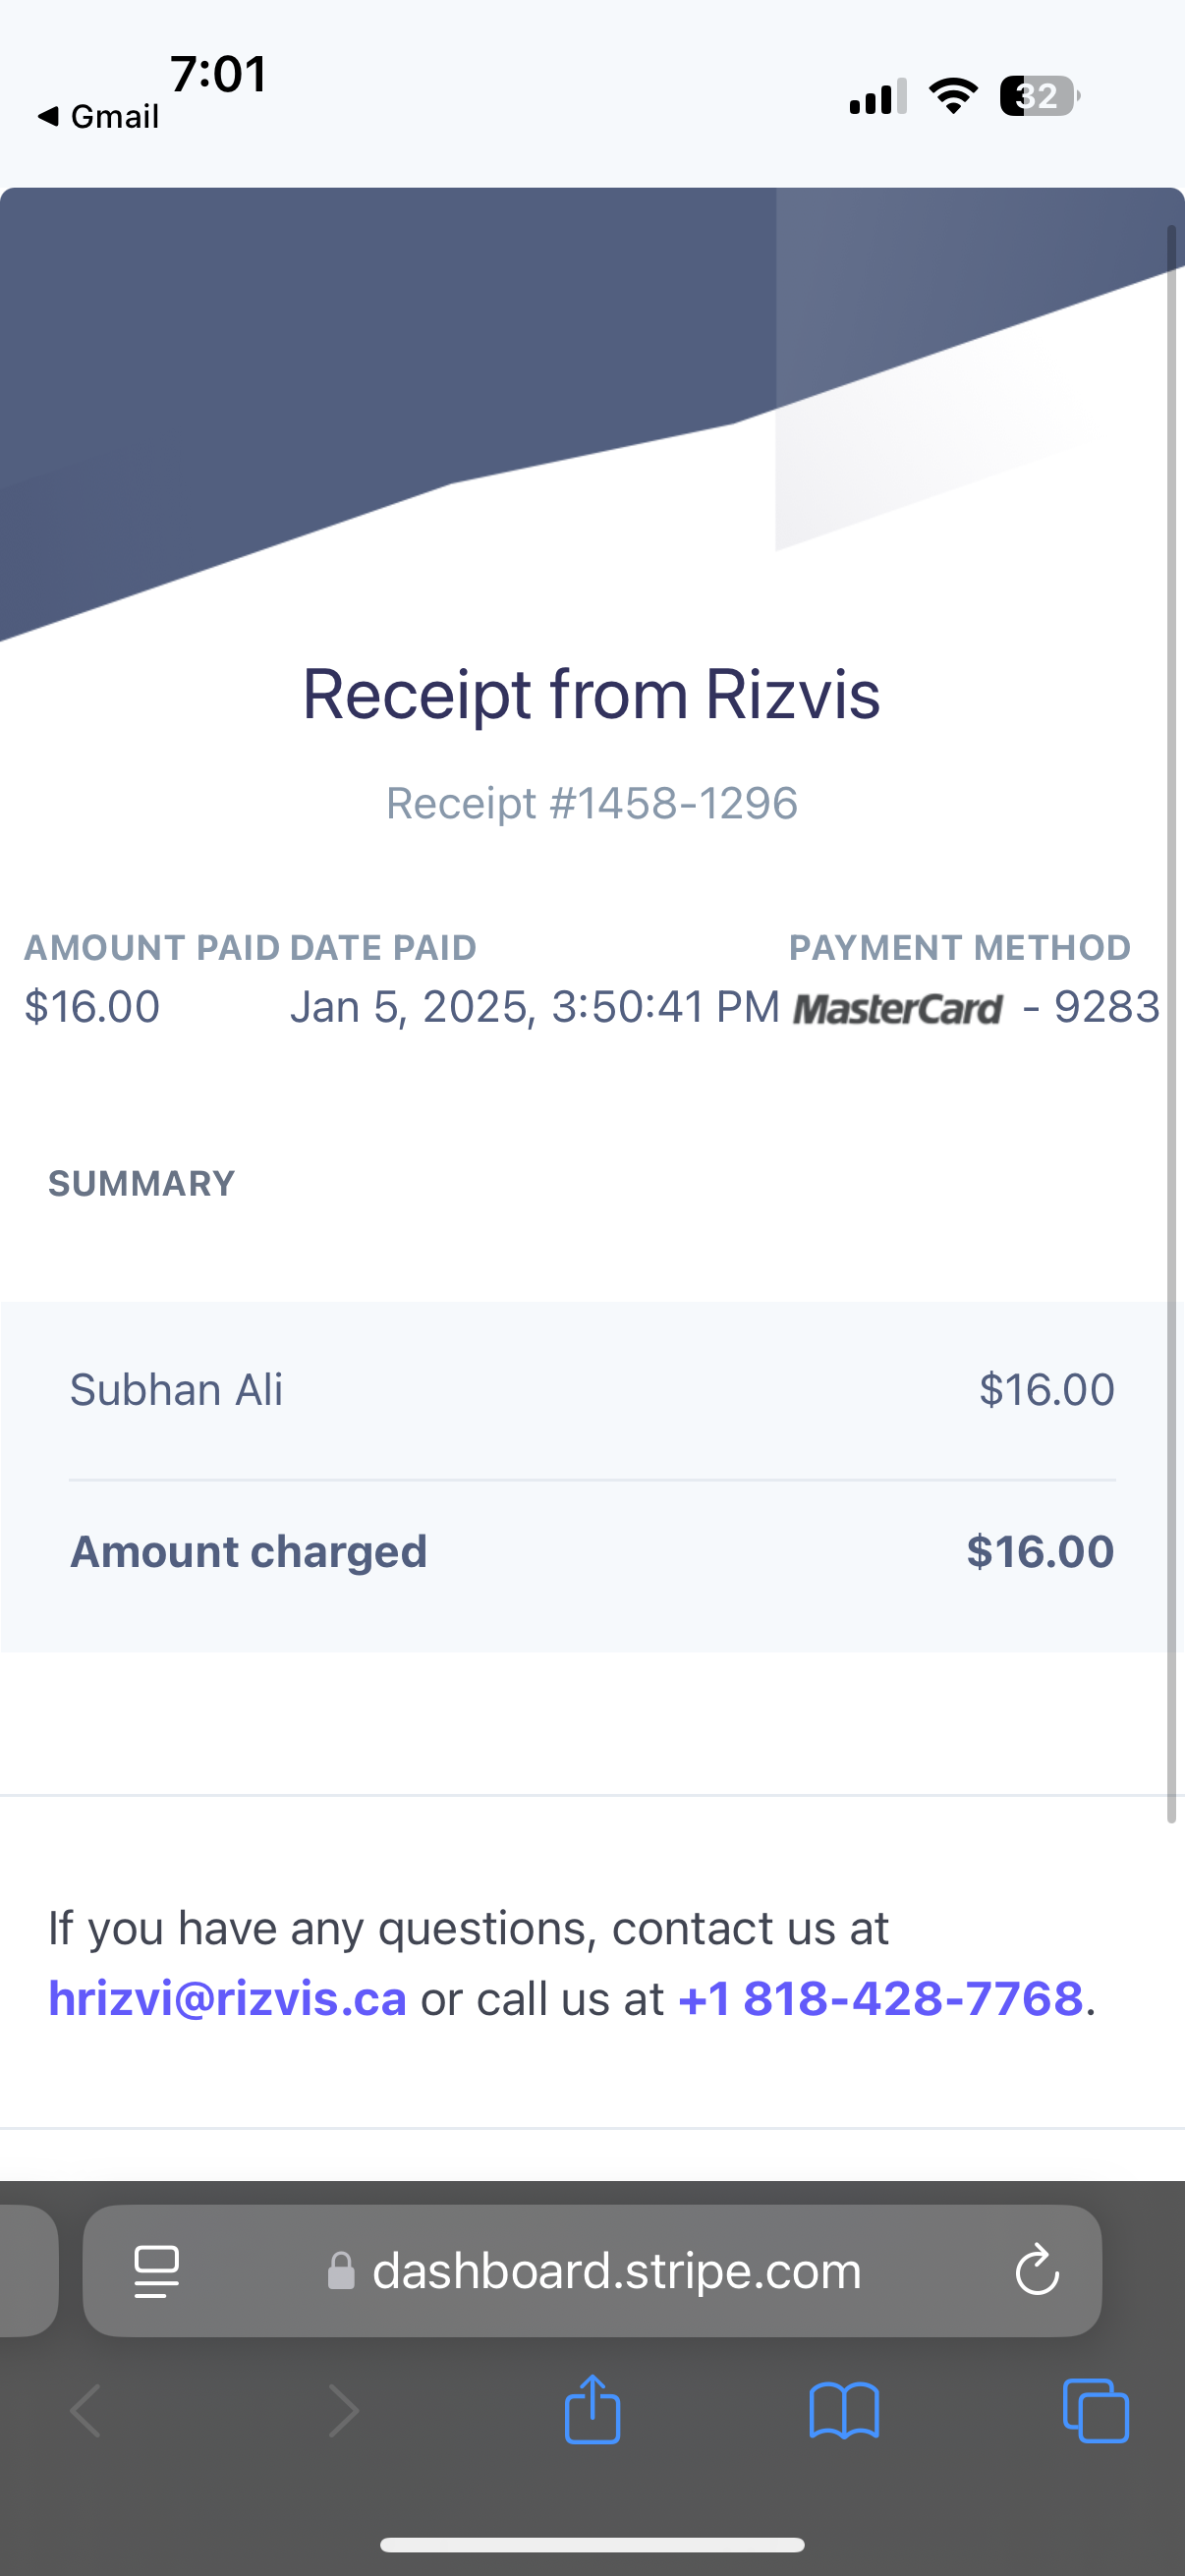 7:01
◀ Gmail
32
Receipt from Rizvis
Receipt #1458-1296
AMOUNT PAID DATE PAID PAYMENT METHOD
$16.00 Jan 5, 2025, 3:50:41 PM MasterCard - 9283
SUMMARY
Subhan Ali $16.00
Amount charged $16.00
If you have any questions, contact us at
hrizvi@rizvis.ca or call us at +1 818-428-7768.
dashboard.stripe.com